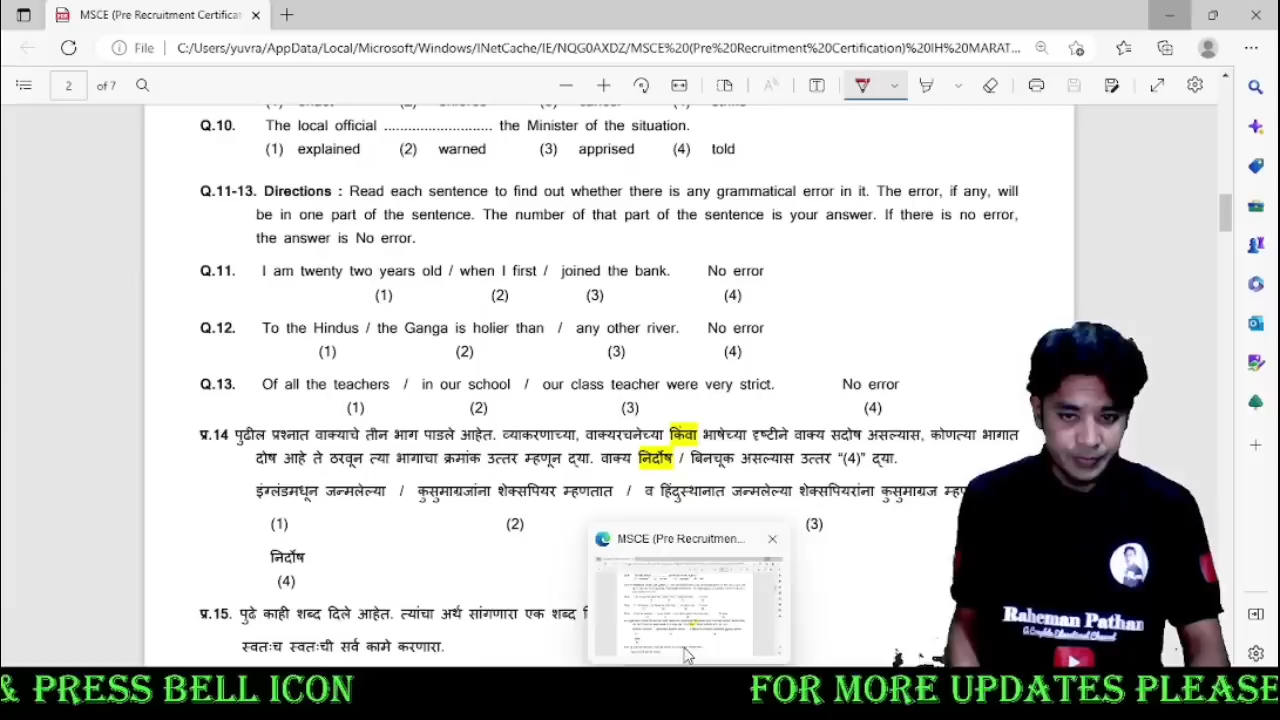 MSCE (Pre Recruitment Certificat
File C:/Users/yuvra/AppData/Local/Microsoft/Windows/INetCache/IE/NQG0AXDZ/MSCE%20(Pre%20Recruitment%20Certification)%20IH%20MARAT...
2 of 7
Q.10. The local official ........................... the Minister of the situation.
(1) explained (2) warned (3) apprised (4) told
Q.11-13. Directions : Read each sentence to find out whether there is any grammatical error in it. The error, if any, will
be in one part of the sentence. The number of that part of the sentence is your answer. If there is no error,
the answer is No error.
Q.11. I am twenty two years old / when I first / joined the bank. No error
(1) (2) (3) (4)
Q.12. To the Hindus / the Ganga is holier than / any other river. No error
(1) (2) (3) (4)
Q.13. Of all the teachers / in our school / our class teacher were very strict. No error
(1) (2) (3) (4)
प्र.14 पुढील प्रश्नात वाक्याचे तीन भाग पाडले आहेत. व्याकरणाच्या, वाक्यरचनेच्या किंवा भाषेच्या दृष्टीने वाक्य सदोष असल्यास, कोणत्या भागात
दोष आहे ते ठरवून त्या भागाचा क्रमांक उत्तर म्हणून द्या. वाक्य निर्दोष / बिनचूक असल्यास उत्तर “(4)” द्या.
इंग्लंडमधून जन्मलेल्या / कुसुमाग्रजांना शेक्सपियर म्हणतात / व हिंदुस्थानात जन्मलेल्या शेक्सपियरांना कुसुमाग्रज
(1) (2) (3)
MSCE (Pre Recruitmen...
निर्दोष
(4)
प्र.15 पुढे काही शब्द दिले
अर्थ सांगणारा एक शब्द
स्वतःच स्वतःची सर्व कामे करणारा.
& PRESS BELL ICON FOR MORE UPDATES PLEASE